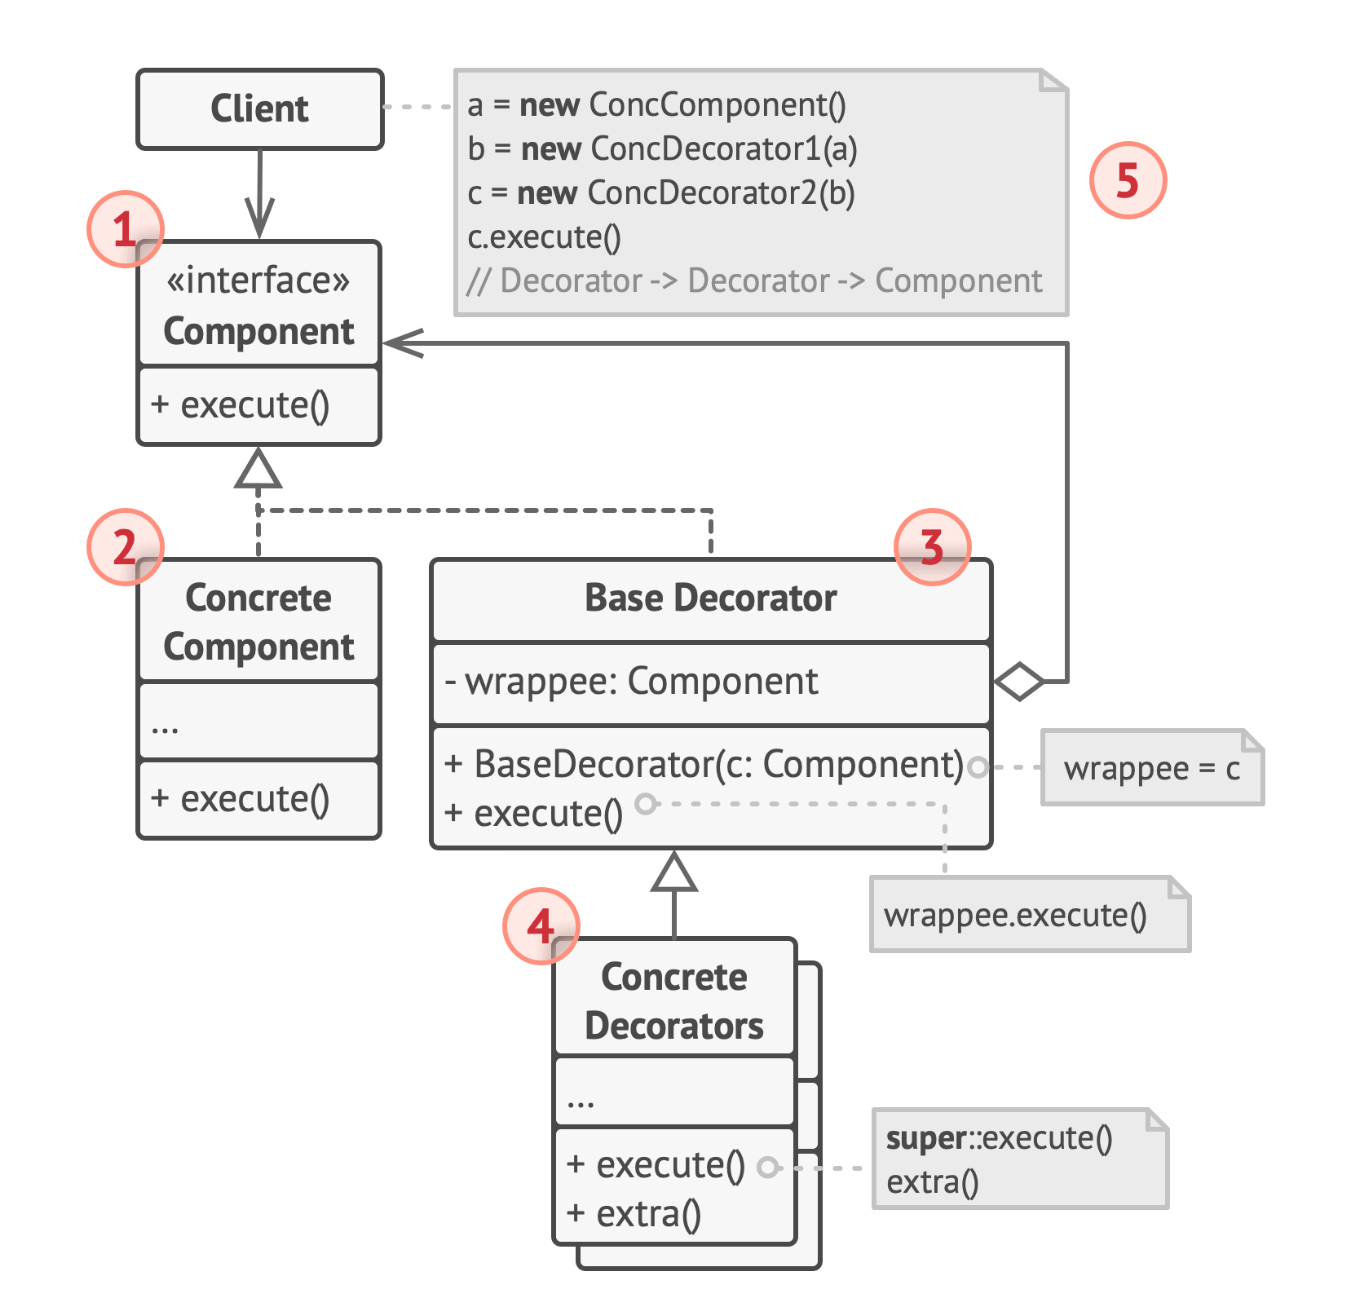 Client
a = new ConcComponent()
b = new ConcDecorator1(a)
c = new ConcDecorator2(b)
c.execute()
// Decorator -> Decorator -> Component
5
1
«interface»
Component
+ execute()
2
Concrete
Component
...
+ execute()
3
Base Decorator
- wrappee: Component
+ BaseDecorator(c: Component)
+ execute()
wrappee = c
wrappee.execute()
4
Concrete
Decorators
...
+ execute()
+ extra()
super::execute()
extra()